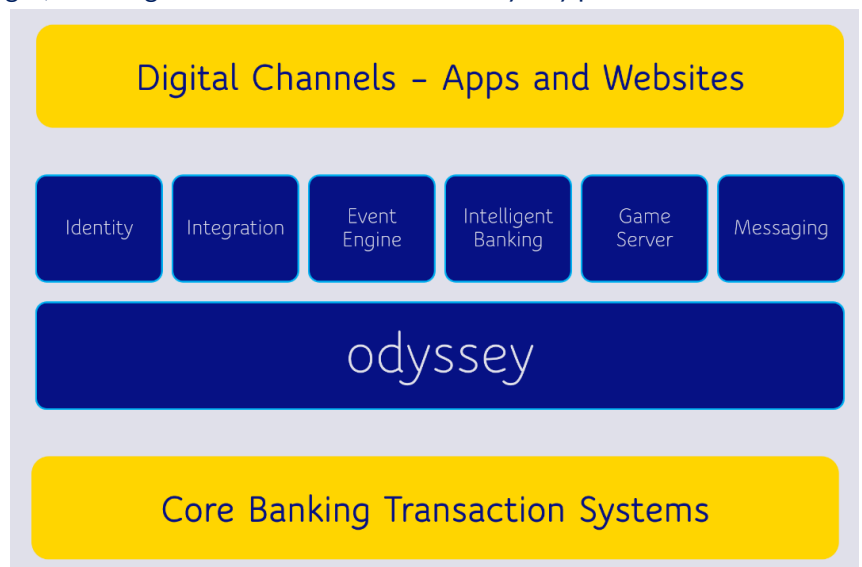 Digital Channels – Apps and Websites
Identity
Integration
Event
Engine
Intelligent
Banking
Game
Server
Messaging
odyssey
Core Banking Transaction Systems